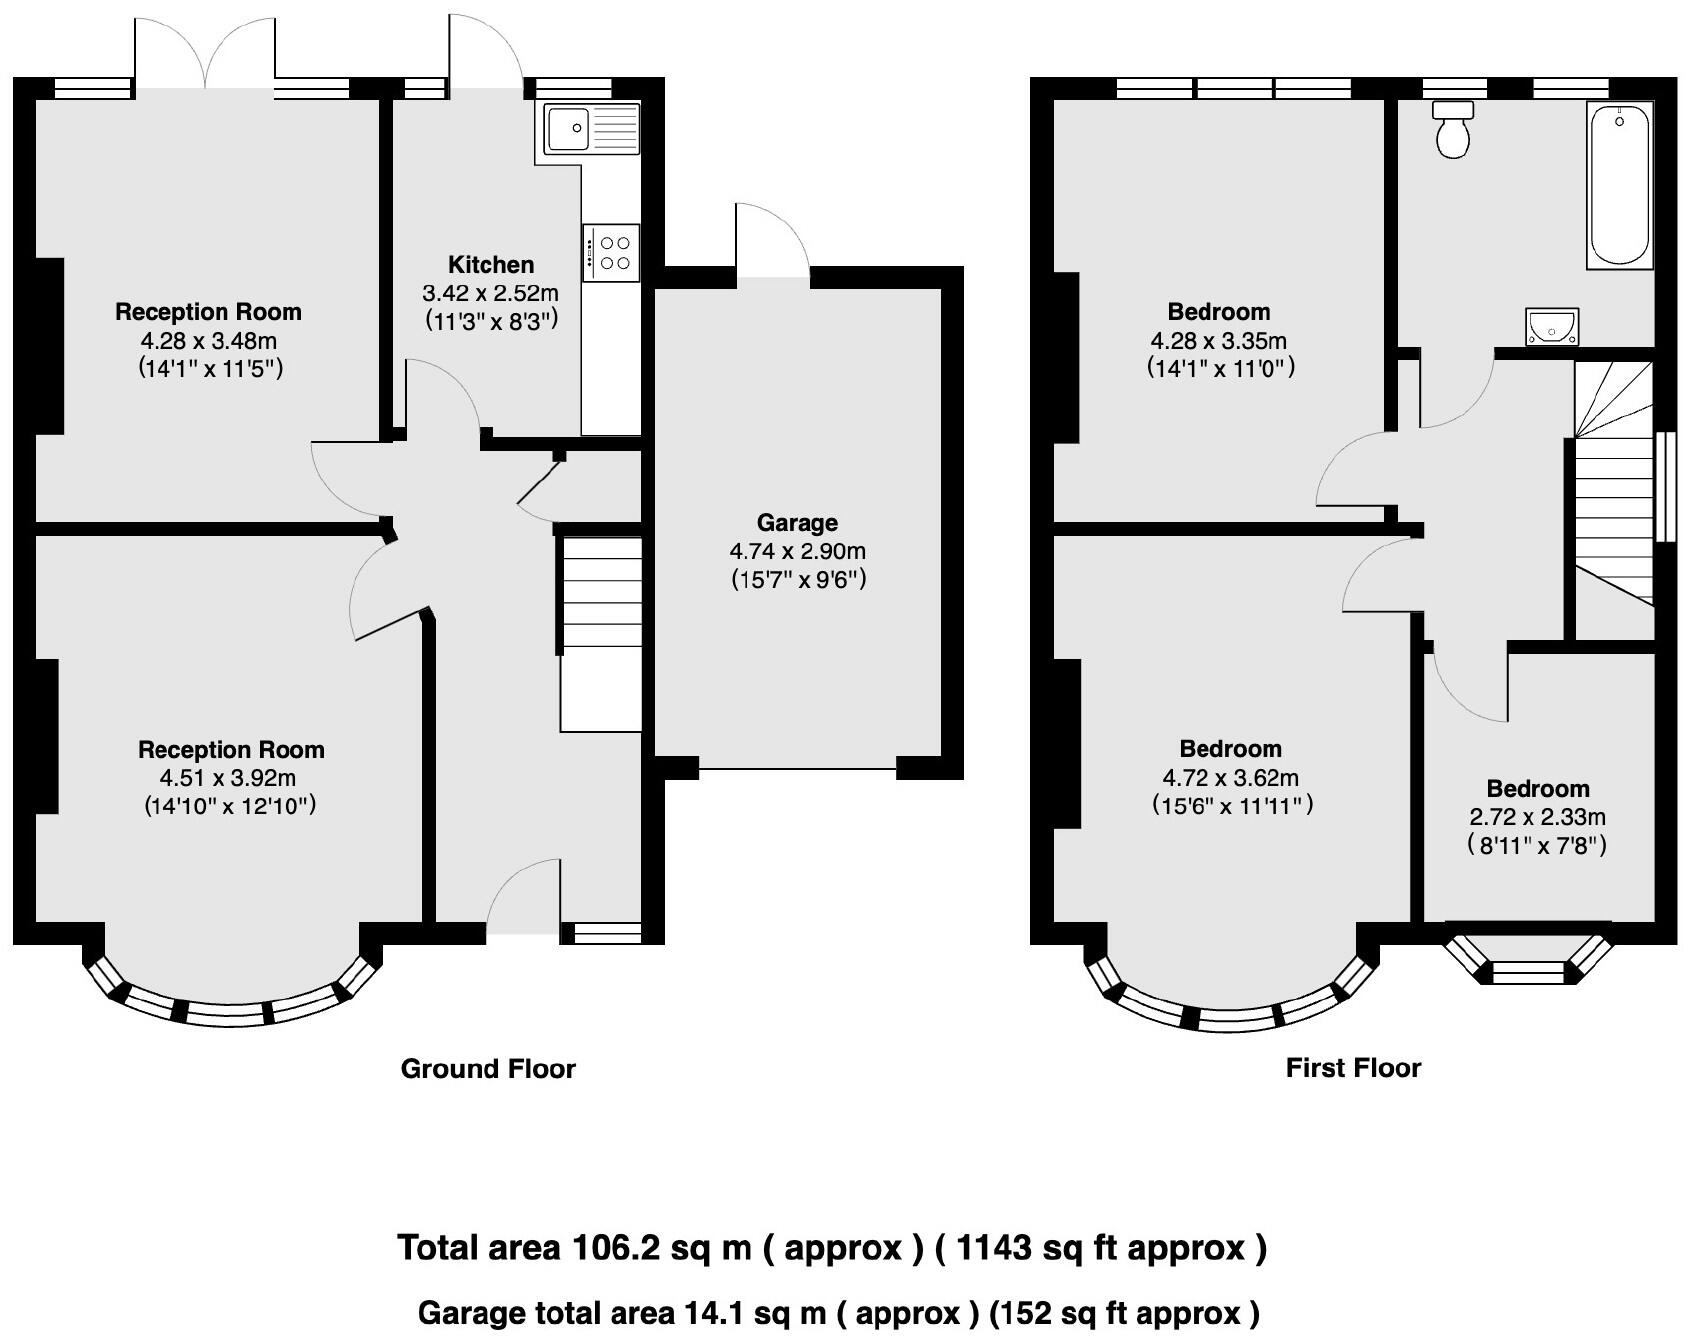 Reception Room
4.28 x 3.48m
(14'1" x 11'5")
Kitchen
3.42 x 2.52m
(11'3" x 8'3")
Garage
4.74 x 2.90m
(15'7" x 9'6")
Reception Room
4.51 x 3.92m
(14'10" x 12'10")
Ground Floor
Bedroom
4.28 x 3.35m
(14'1" x 11'0")
Bedroom
4.72 x 3.62m
(15'6" x 11'11" )
Bedroom
2.72 x 2.33m
( 8'11" x 7'8")
First Floor
Total area 106.2 sq m ( approx ) ( 1143 sq ft approx )
Garage total area 14.1 sq m ( approx ) (152 sq ft approx )